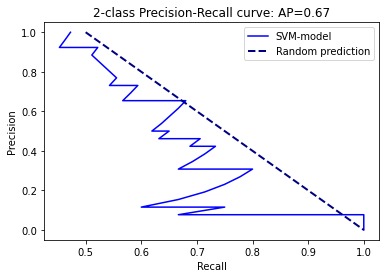 2-class Precision-Recall curve: AP=0.67
SVM-model
Random prediction
Precision
1.0
0.8
0.6
0.4
0.2
0.0
0.5 0.6 0.7 0.8 0.9 1.0
Recall